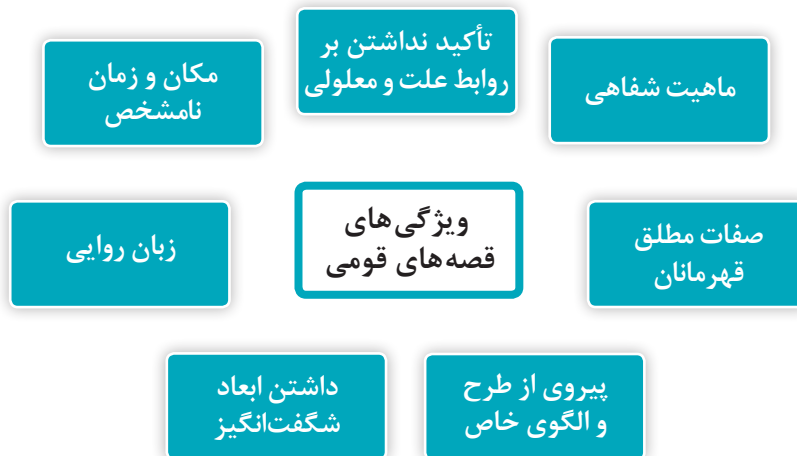 تأکید نداشتن بر
روابط علت و معلولی
ماهیت شفاهی
مکان و زمان
نامشخص
ویژگی‌های
قصه‌های قومی
صفات مطلق
قهرمانان
زبان روایی
پیروی از طرح
و الگوی خاص
داشتن ابعاد
شگفت‌انگیز